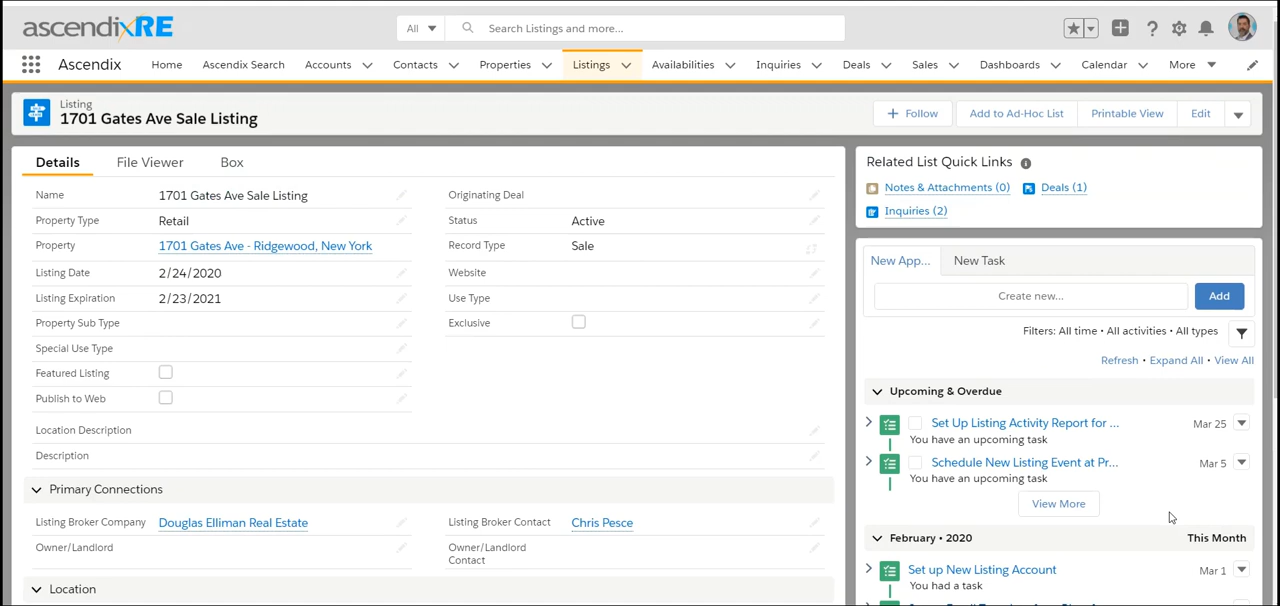 ascendixRE
All
Search Listings and more...
Ascendix
Home
Ascendix Search
Accounts
Contacts
Properties
Listings
Availabilities
Inquiries
Deals
Sales
Dashboards
Calendar
More
Listing
1701 Gates Ave Sale Listing
+ Follow
Add to Ad-Hoc List
Printable View
Edit
Details
File Viewer
Box
Name
1701 Gates Ave Sale Listing
Originating Deal
Property Type
Retail
Status
Active
Property
1701 Gates Ave - Ridgewood, New York
Record Type
Sale
Listing Date
2/24/2020
Website
Listing Expiration
2/23/2021
Use Type
Property Sub Type
Exclusive
Special Use Type
Featured Listing
Publish to Web
Location Description
Description
Primary Connections
Listing Broker Company
Douglas Elliman Real Estate
Listing Broker Contact
Chris Pesce
Owner/Landlord
Owner/Landlord
Contact
Location
Related List Quick Links
Notes & Attachments (0)
Deals (1)
Inquiries (2)
New App...
New Task
Create new...
Add
Filters: All time • All activities • All types
Refresh • Expand All • View All
Upcoming & Overdue
Set Up Listing Activity Report for ...
Mar 25
You have an upcoming task
Schedule New Listing Event at Pr...
Mar 5
You have an upcoming task
View More
February • 2020
This Month
Set up New Listing Account
Mar 1
You had a task